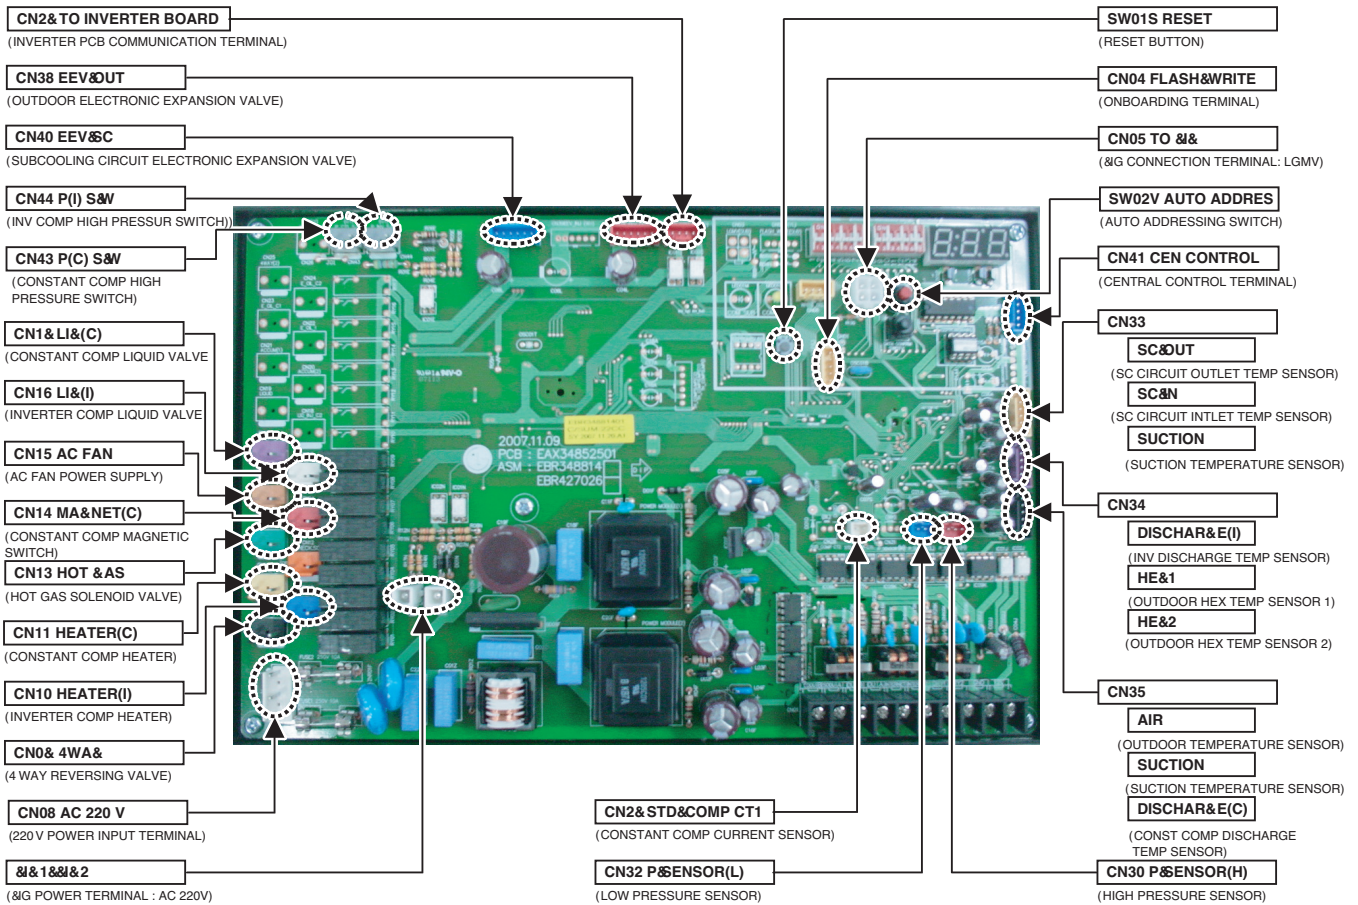 CN2& TO INVERTER BOARD
(INVERTER PCB COMMUNICATION TERMINAL)
CN38 EEV&OUT
(OUTDOOR ELECTRONIC EXPANSION VALVE)
CN40 EEV&SC
(SUBCOOLING CIRCUIT ELECTRONIC EXPANSION VALVE)
CN44 P(I) S&W
(INV COMP HIGH PRESSUR SWITCH))
CN43 P(C) S&W
(CONSTANT COMP HIGH
PRESSURE SWITCH)
CN1& LI&(C)
(CONSTANT COMP LIQUID VALVE
CN16 LI&(I)
(INVERTER COMP LIQUID VALVE
CN15 AC FAN
(AC FAN POWER SUPPLY)
CN14 MA&NET(C)
(CONSTANT COMP MAGNETIC
SWITCH)
CN13 HOT &AS
(HOT GAS SOLENOID VALVE)
CN11 HEATER(C)
(CONSTANT COMP HEATER)
CN10 HEATER(I)
(INVERTER COMP HEATER)
CN0& 4WA&
(4 WAY REVERSING VALVE)
CN08 AC 220 V
(220 V POWER INPUT TERMINAL)
&I&1&&I&2
(&IG POWER TERMINAL : AC 220V)
2007.11.09
PCB : EAX34852501
ASM : EBR348814
EBR427026
CN2& STD&COMP CT1
(CONSTANT COMP CURRENT SENSOR)
CN32 P&SENSOR(L)
(LOW PRESSURE SENSOR)
SW01S RESET
(RESET BUTTON)
CN04 FLASH&WRITE
(ONBOARDING TERMINAL)
CN05 TO &I&
(&IG CONNECTION TERMINAL: LGMV)
SW02V AUTO ADDRES
(AUTO ADDRESSING SWITCH)
CN41 CEN CONTROL
(CENTRAL CONTROL TERMINAL)
CN33
SC&OUT
(SC CIRCUIT OUTLET TEMP SENSOR)
SC&IN
(SC CIRCUIT INTLET TEMP SENSOR)
SUCTION
(SUCTION TEMPERATURE SENSOR)
CN34
DISCHAR&E(I)
(INV DISCHARGE TEMP SENSOR)
HE&1
(OUTDOOR HEX TEMP SENSOR 1)
HE&2
(OUTDOOR HEX TEMP SENSOR 2)
CN35
AIR
(OUTDOOR TEMPERATURE SENSOR)
SUCTION
(SUCTION TEMPERATURE SENSOR)
DISCHAR&E(C)
(CONST COMP DISCHARGE
TEMP SENSOR)
CN30 P&SENSOR(H)
(HIGH PRESSURE SENSOR)